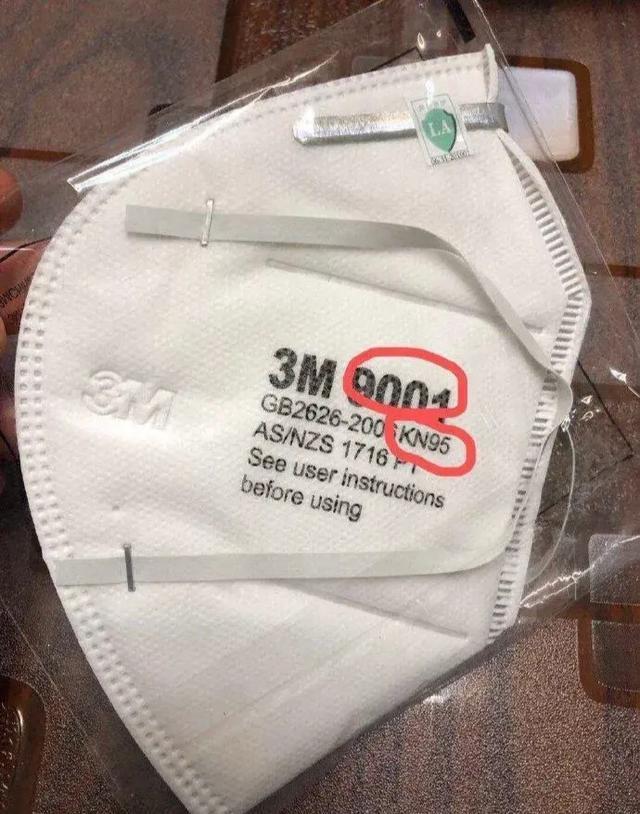 LA
3M 9001
GB2626-2006 KN95
AS/NZS 1716 P1
See user instructions
before using
3M